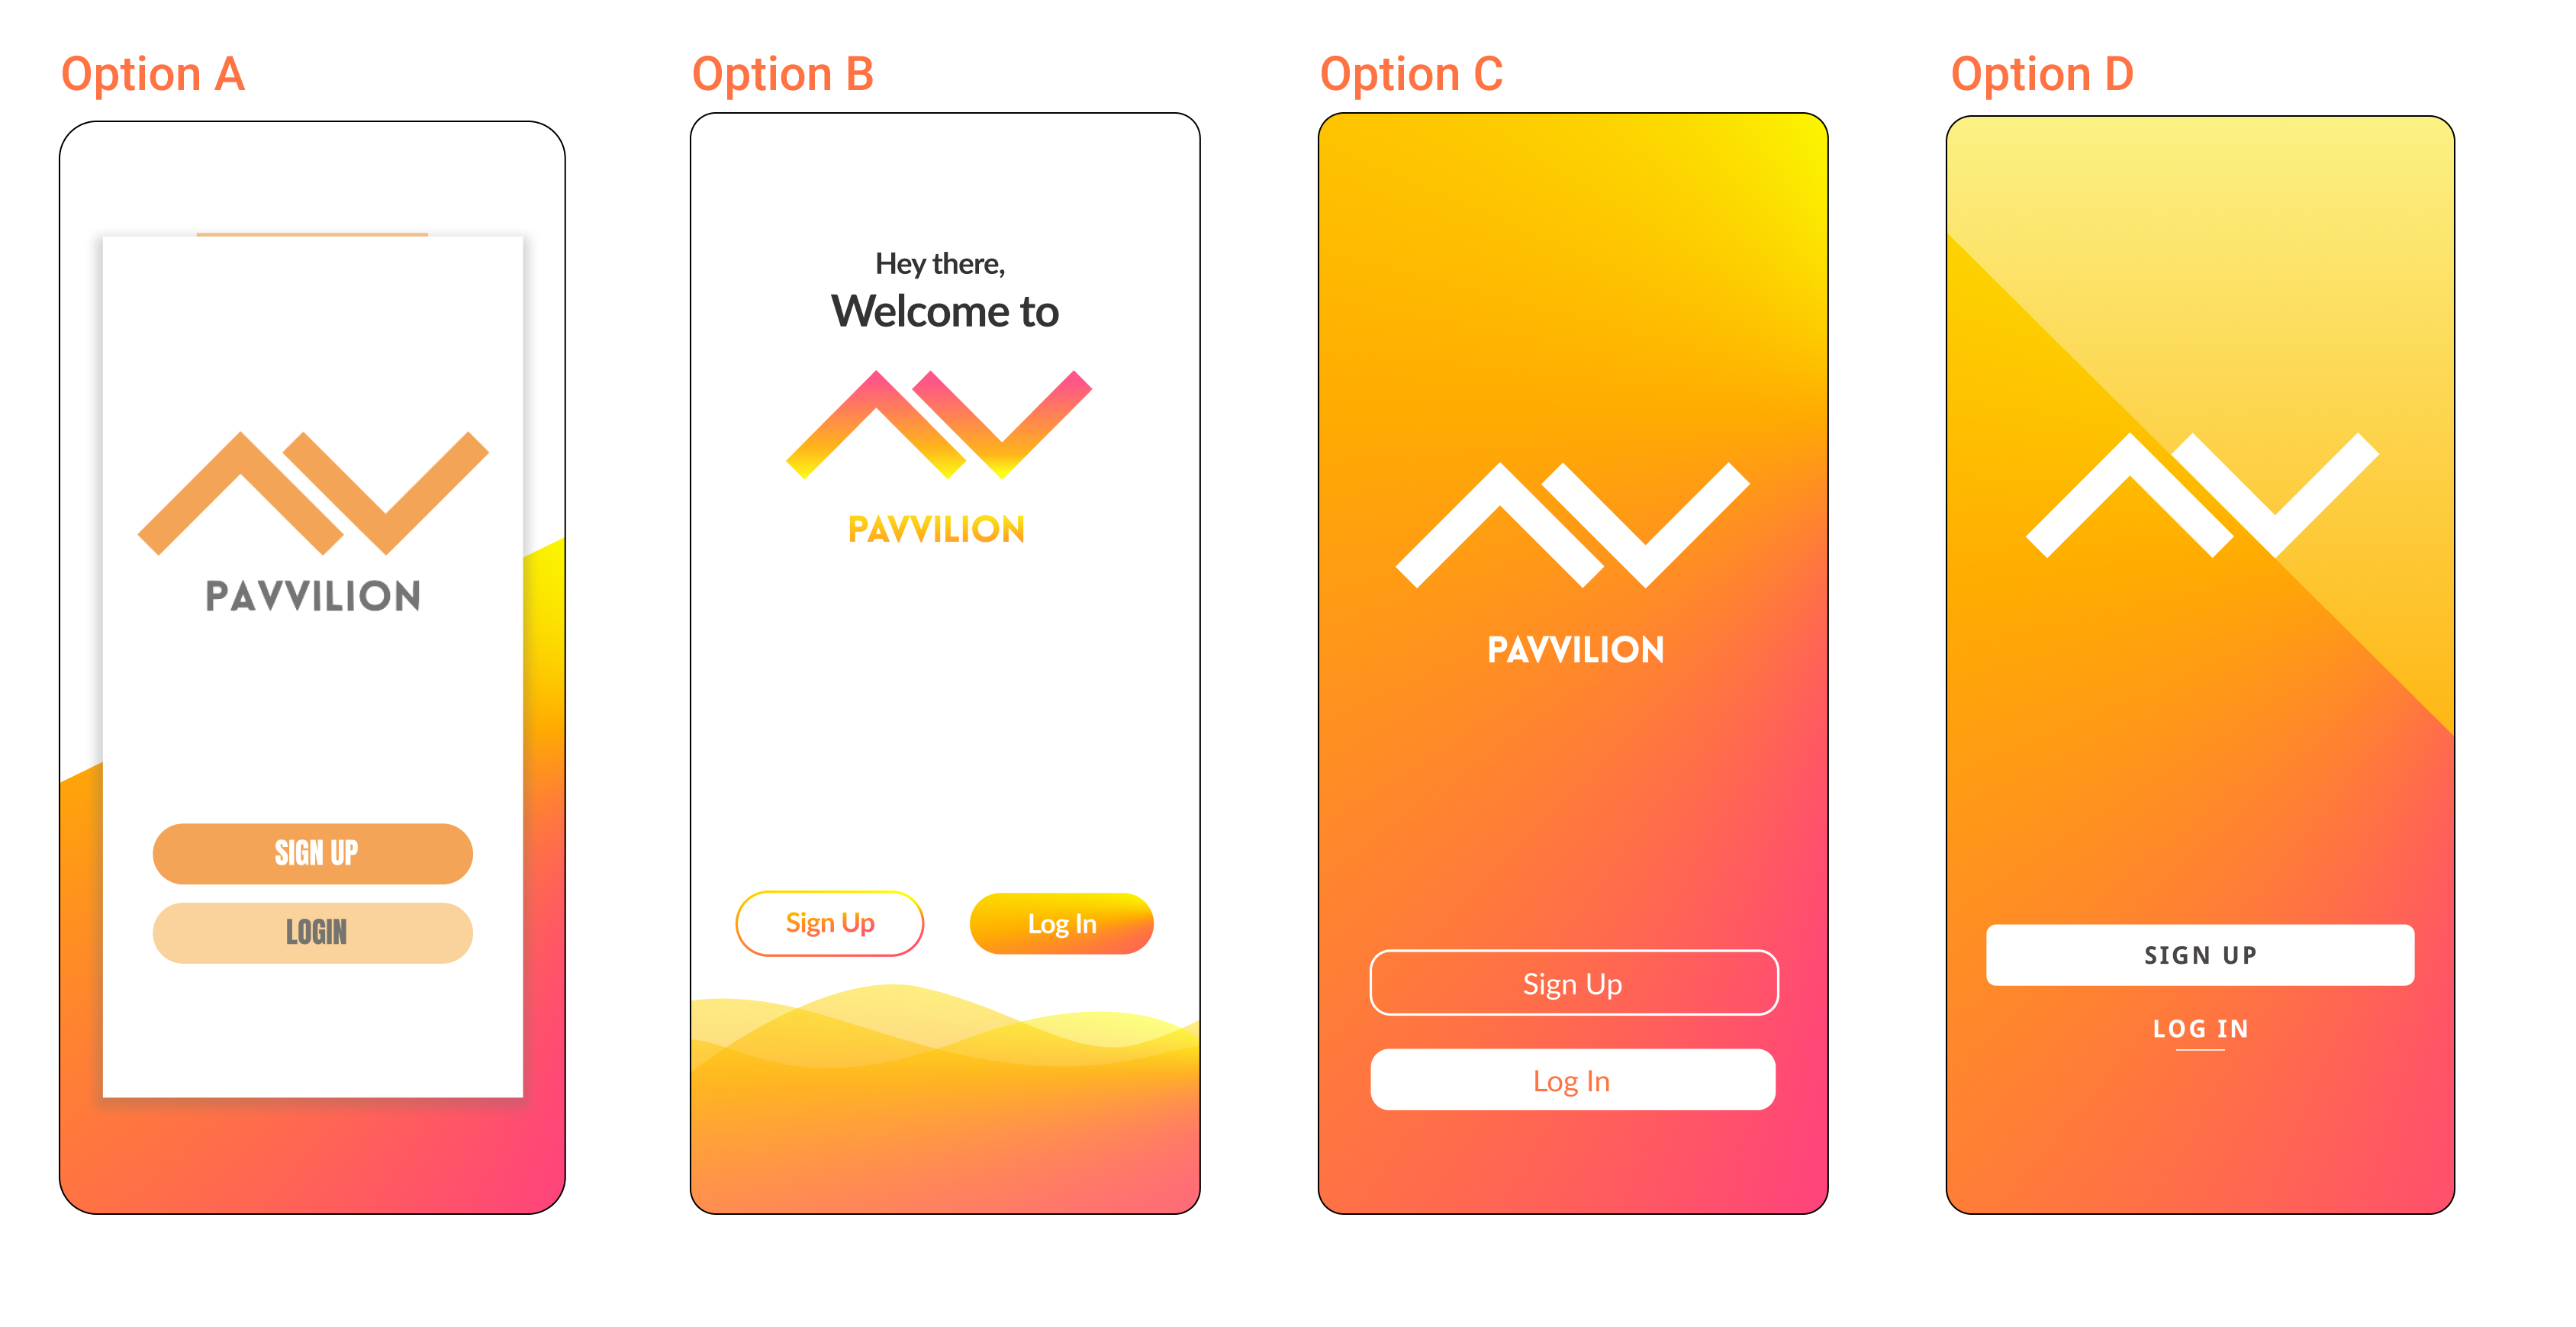 Option A
PAVVILION
SIGN UP
LOGIN
Option B
Hey there,
Welcome to
PAVVILION
Sign Up
Log In
Option C
PAVVILION
Sign Up
Log In
Option D
SIGN UP
LOG IN